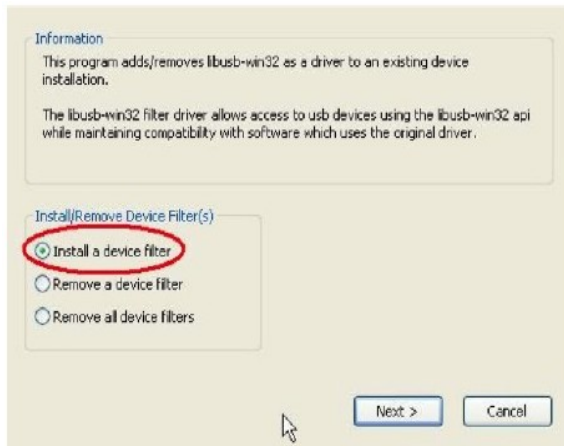 Information
This program adds/removes libusb-win32 as a driver to an existing device
installation.
The libusb-win32 filter driver allows access to usb devices using the libusb-win32 api
while maintaining compatibility with software which uses the original driver.
Install/Remove Device Filter(s)
Install a device filter
Remove a device filter
Remove all device filters
Next >
Cancel